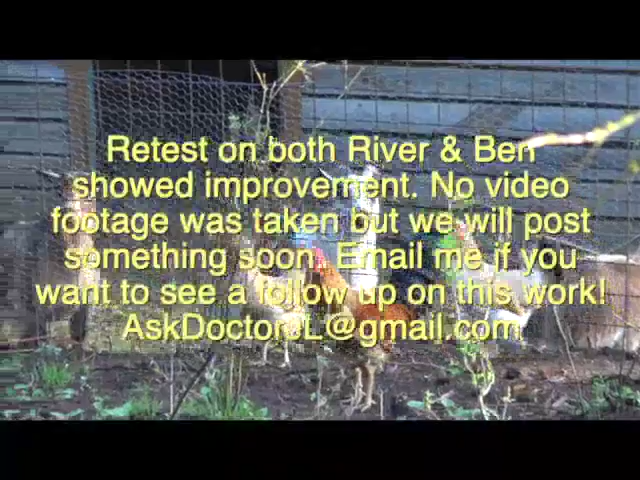 Retest on both River & Ben
showed improvement. No video
footage was taken but we will post
something soon. Email me if you
want to see a follow up on this work!
AskDoctorJL@gmail.com